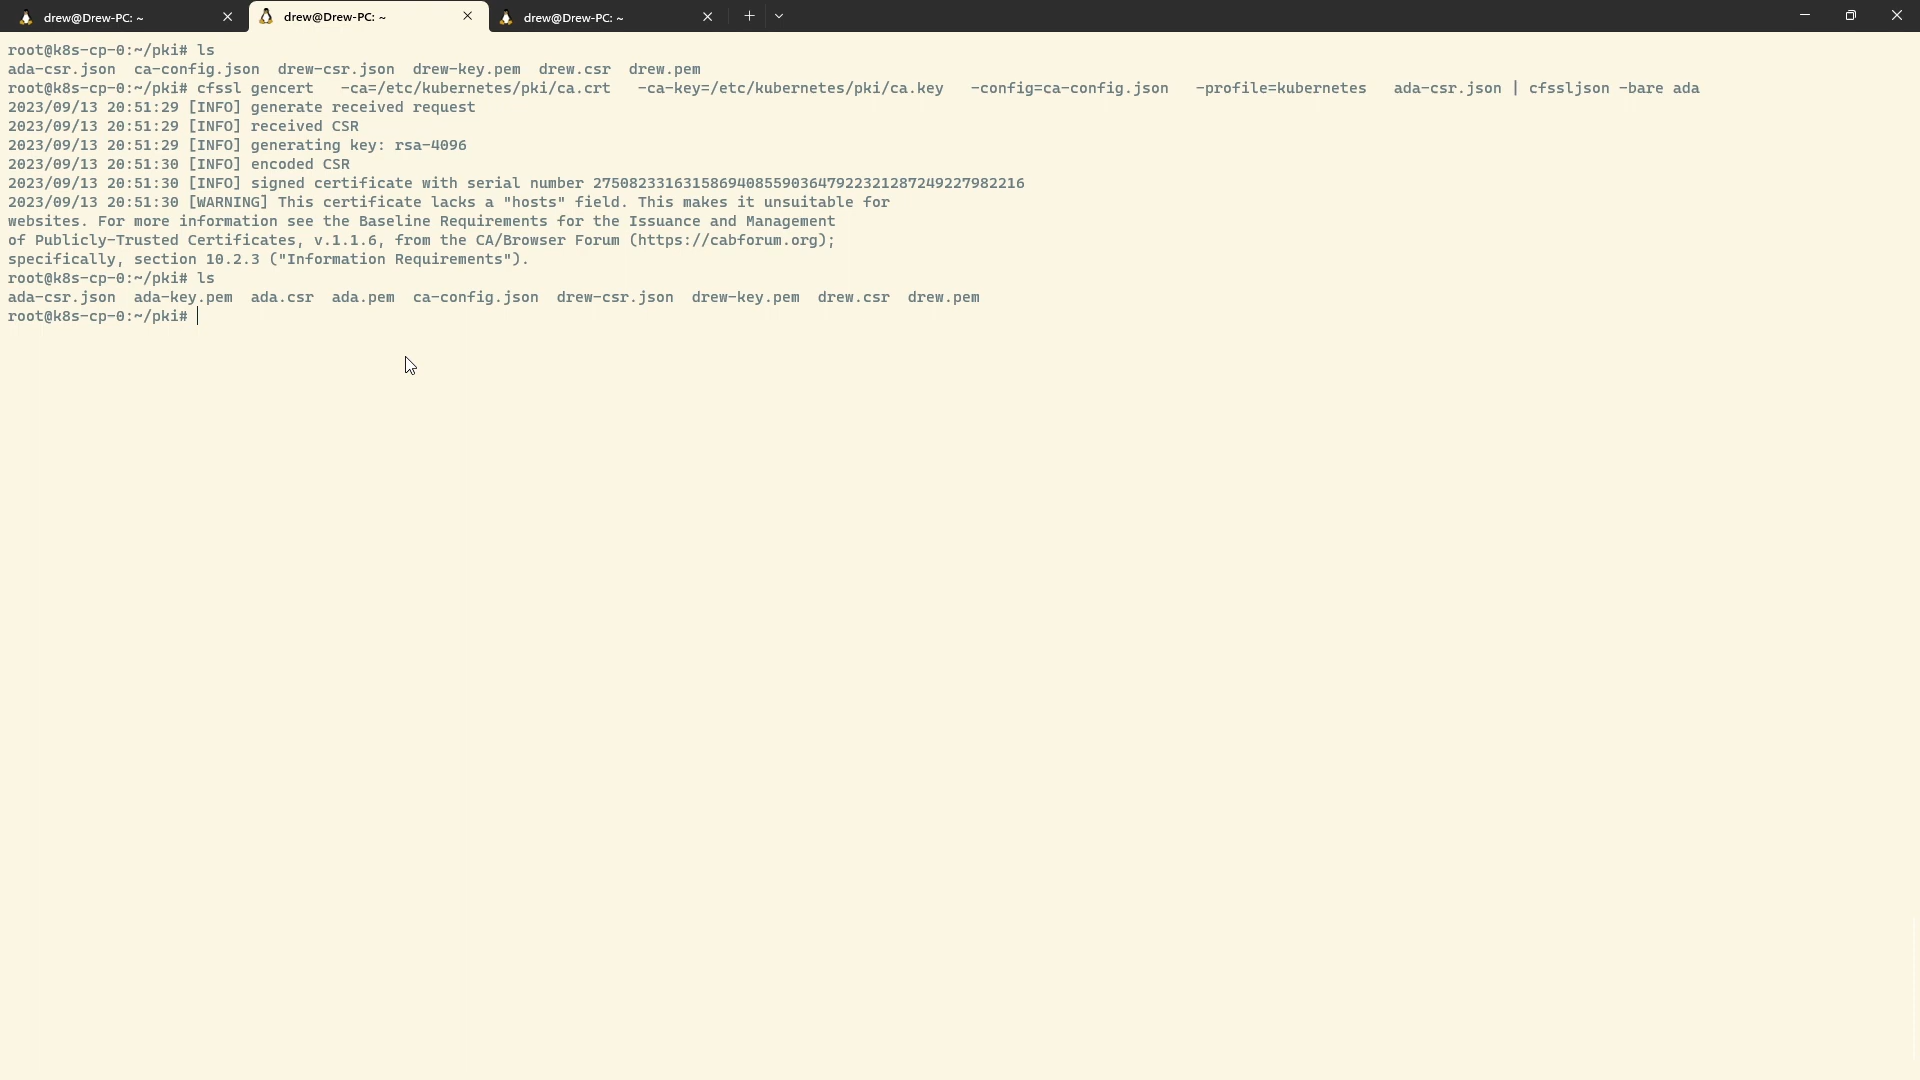 drew@Drew-PC: ~
drew@Drew-PC: ~
drew@Drew-PC: ~
root@k8s-cp-0:~/pki# ls
ada-csr.json  ca-config.json  drew-csr.json  drew-key.pem  drew.csr  drew.pem
root@k8s-cp-0:~/pki# cfssl gencert   -ca=/etc/kubernetes/pki/ca.crt   -ca-key=/etc/kubernetes/pki/ca.key   -config=ca-config.json   -profile=kubernetes   ada-csr.json | cfssljson -bare ada
2023/09/13 20:51:29 [INFO] generate received request
2023/09/13 20:51:29 [INFO] received CSR
2023/09/13 20:51:29 [INFO] generating key: rsa-4096
2023/09/13 20:51:30 [INFO] encoded CSR
2023/09/13 20:51:30 [INFO] signed certificate with serial number 275082331631586940855903647922321287249227982216
2023/09/13 20:51:30 [WARNING] This certificate lacks a "hosts" field. This makes it unsuitable for
websites. For more information see the Baseline Requirements for the Issuance and Management
of Publicly-Trusted Certificates, v.1.1.6, from the CA/Browser Forum (https://cabforum.org);
specifically, section 10.2.3 ("Information Requirements").
root@k8s-cp-0:~/pki# ls
ada-csr.json  ada-key.pem  ada.csr  ada.pem  ca-config.json  drew-csr.json  drew-key.pem  drew.csr  drew.pem
root@k8s-cp-0:~/pki#